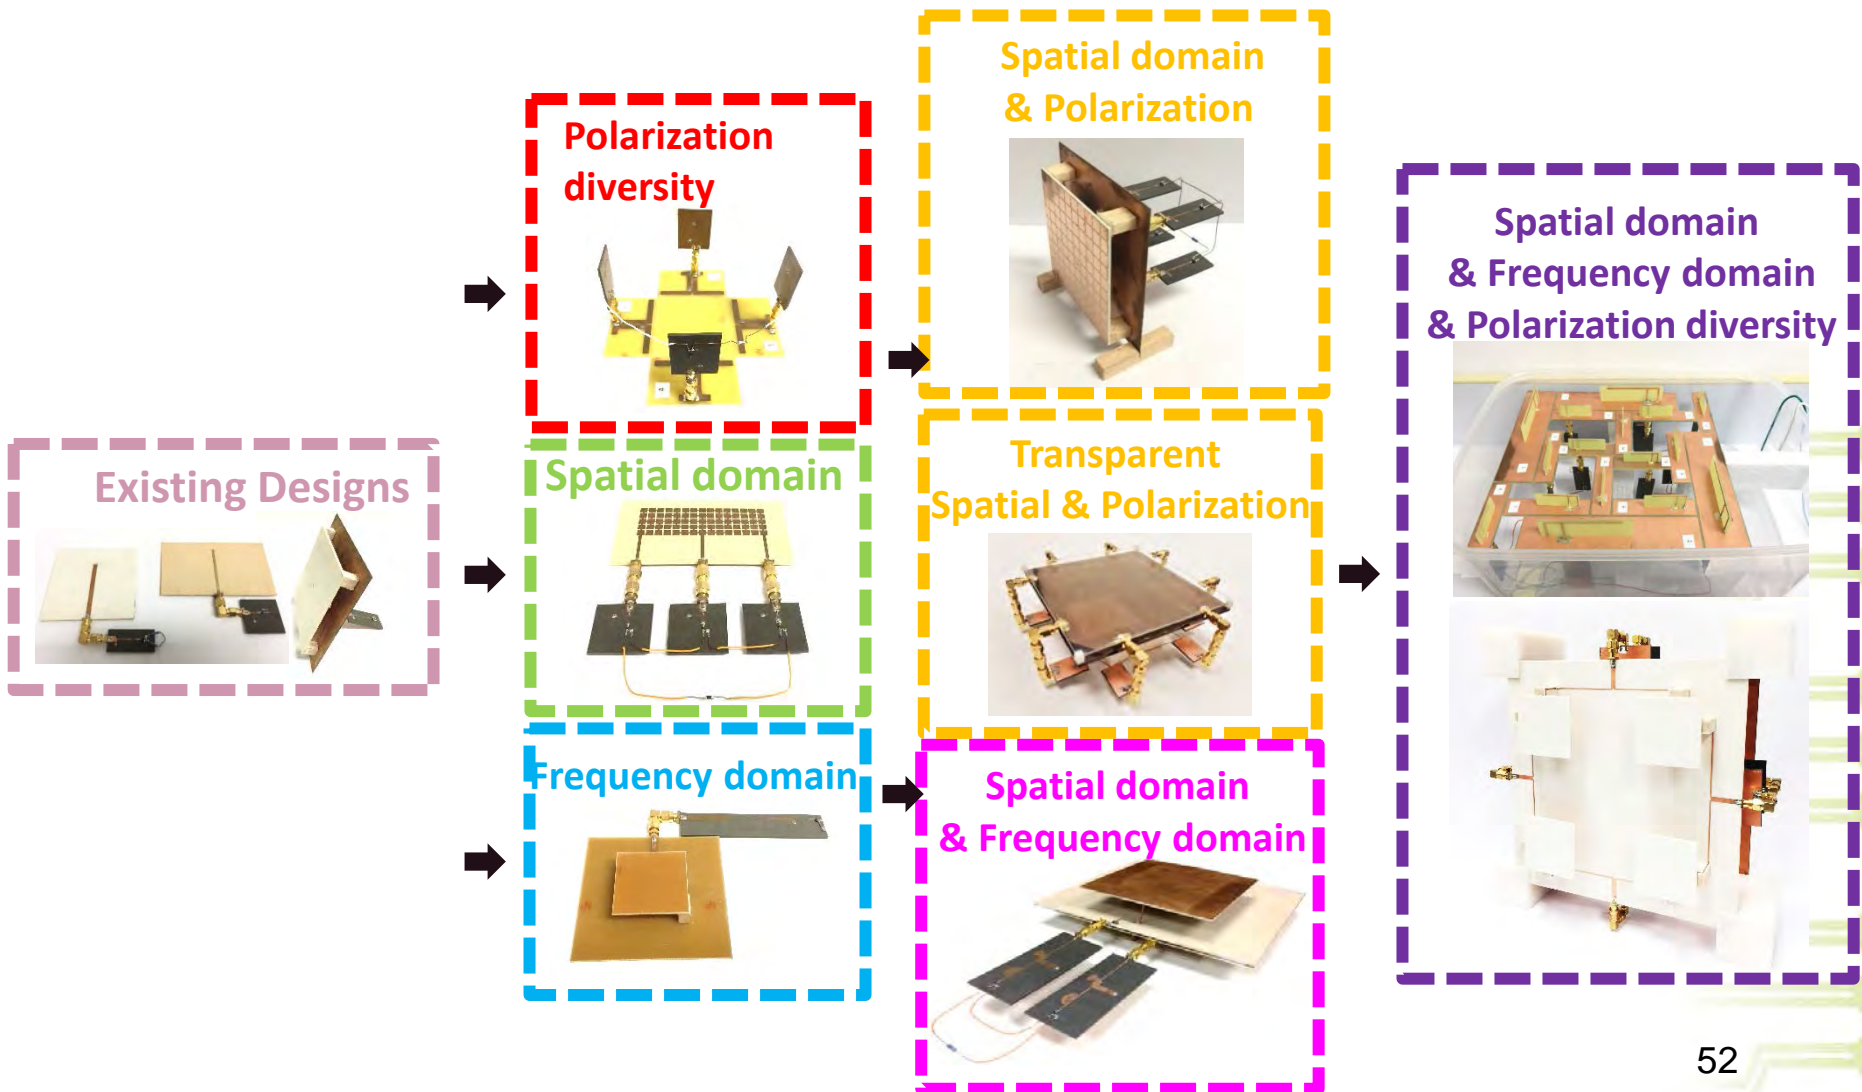 Existing Designs
Polarization
diversity
Spatial domain
Frequency domain
Spatial domain
& Polarization
Transparent
Spatial & Polarization
Spatial domain
& Frequency domain
Spatial domain
& Frequency domain
& Polarization diversity
52